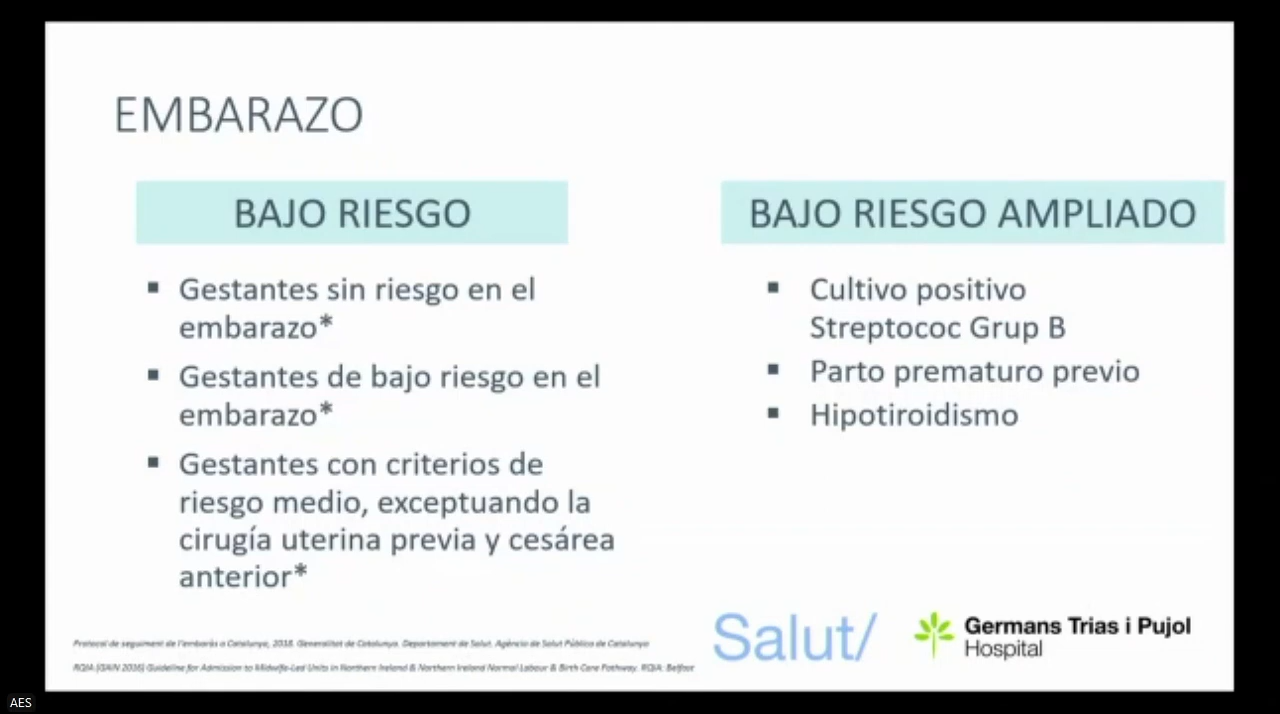 EMBARAZO
BAJO RIESGO
Gestantes sin riesgo en el
embarazo*
Gestantes de bajo riesgo en el
embarazo*
Gestantes con criterios de
riesgo medio, exceptuando la
cirugía uterina previa y cesárea
anterior*
BAJO RIESGO AMPLIADO
Cultivo positivo
Streptococ Grup B
Parto prematuro previo
Hipotiroidismo
Protocol de seguiment de l'embaràs a Catalunya, 2018. Generalitat de Catalunya. Departament de Salut. Agència de Salut Pública de Catalunya
RQIA (GAIN 2016) Guideline for Admission to Midwife-Led Units in Northern Ireland & Northern Ireland Normal Labour & Birth Care Pathway. RQIA: Belfast
Salut/
Germans Trias i Pujol
Hospital
AES